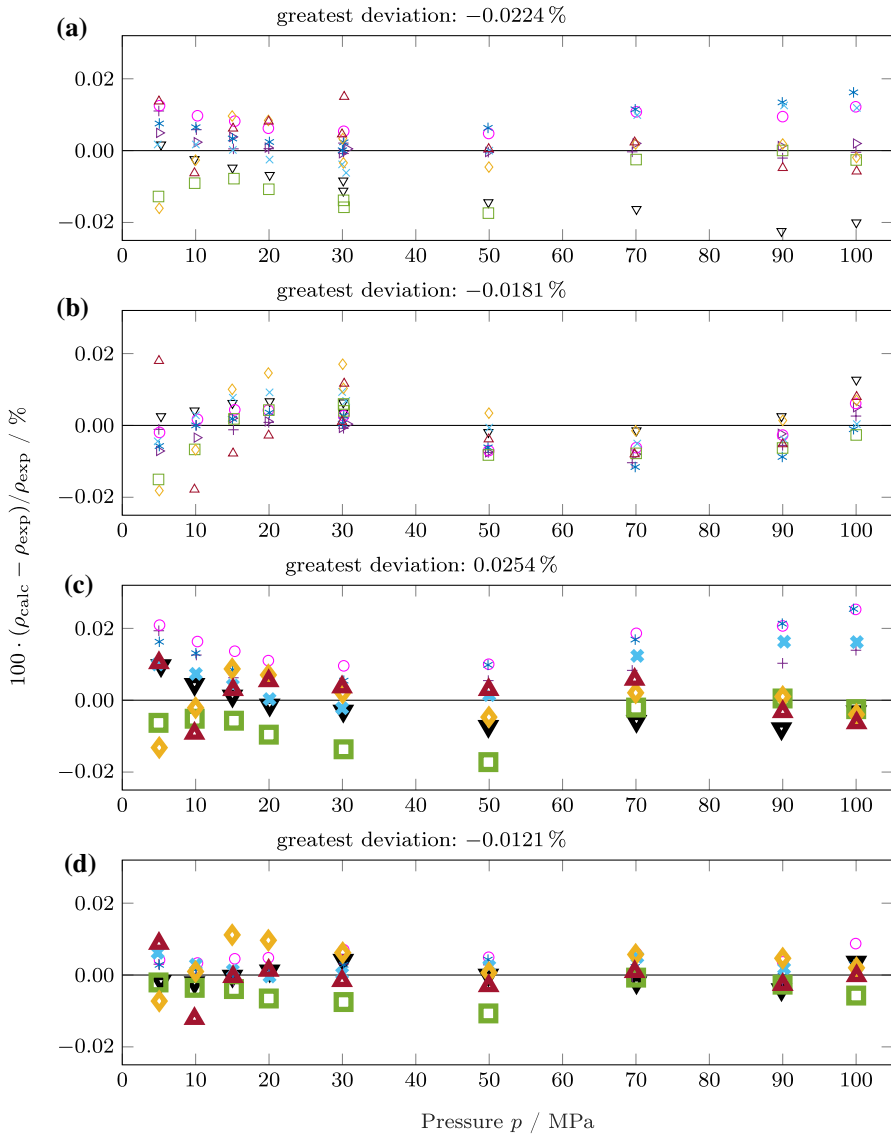 (a)
greatest deviation: −0.0224 %
0.02
0.00
−0.02
0 10 20 30 40 50 60 70 80 90 100
(b)
greatest deviation: −0.0181 %
0.02
0.00
−0.02
0 10 20 30 40 50 60 70 80 90 100
100 · (ρcalc − ρexp)/ρexp / %
(c)
greatest deviation: 0.0254 %
0.02
0.00
−0.02
0 10 20 30 40 50 60 70 80 90 100
(d)
greatest deviation: −0.0121 %
0.02
0.00
−0.02
0 10 20 30 40 50 60 70 80 90 100
Pressure p / MPa